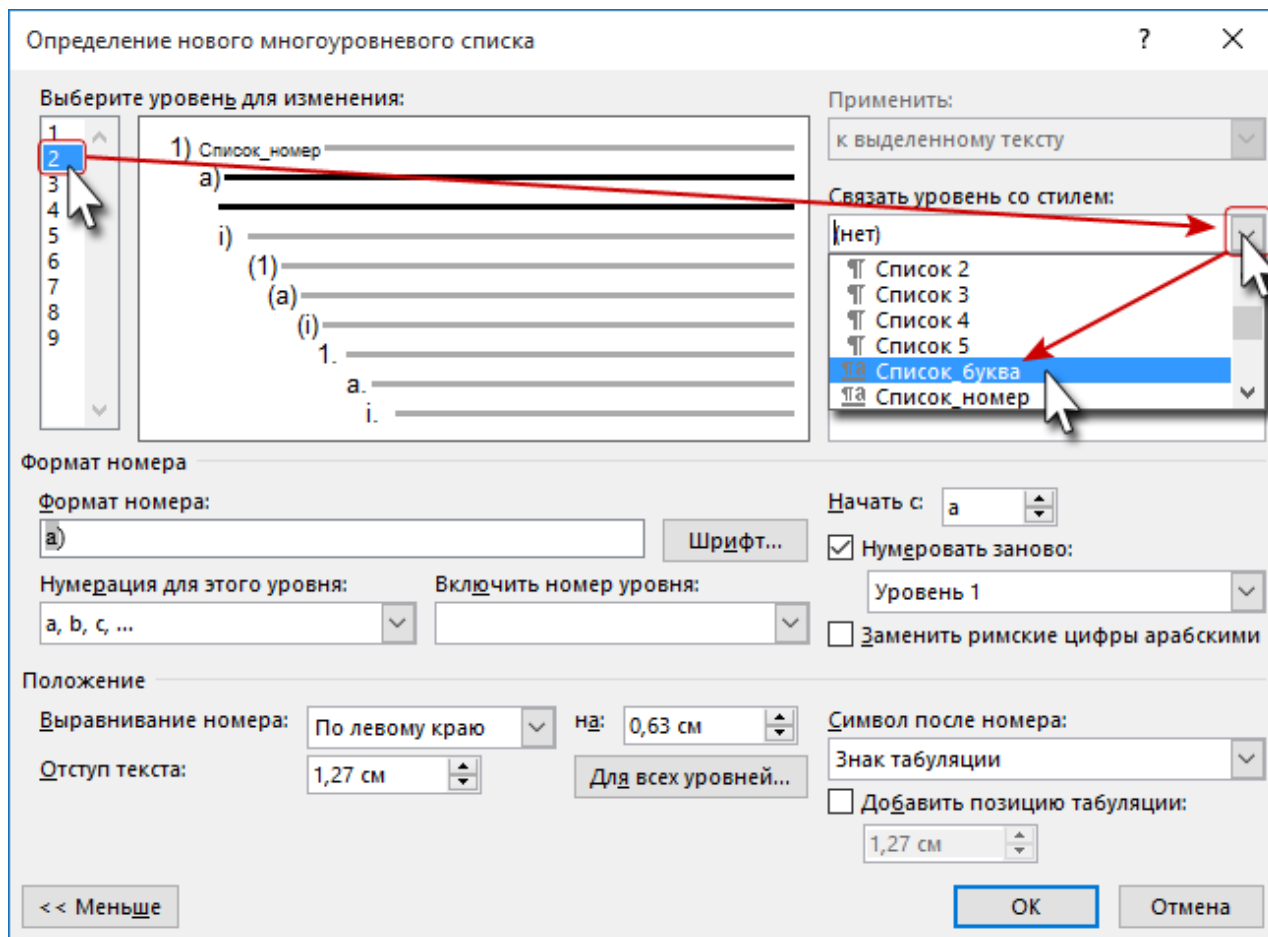 Определение нового многоуровневого списка
?
Выберите уровень для изменения:
Применить:
1
2
3
4
5
6
7
8
9
1) Список_номер
a)
i)
(1)
(a)
(i)
1.
a.
i.
к выделенному тексту
Связать уровень со стилем:
(нет)
¶ Список 2
¶ Список 3
¶ Список 4
¶ Список 5
¶a Список_буква
¶a Список_номер
Формат номера
Формат номера:
a)
Шрифт...
Начать с: a
Нумеровать заново:
Уровень 1
Нумерация для этого уровня: Включить номер уровня:
a, b, c, ...
Заменить римские цифры арабскими
Положение
Выравнивание номера: По левому краю на: 0,63 см
Символ после номера:
Отступ текста: 1,27 см Для всех уровней...
Знак табуляции
Добавить позицию табуляции:
1,27 см
<< Меньше
ОК
Отмена